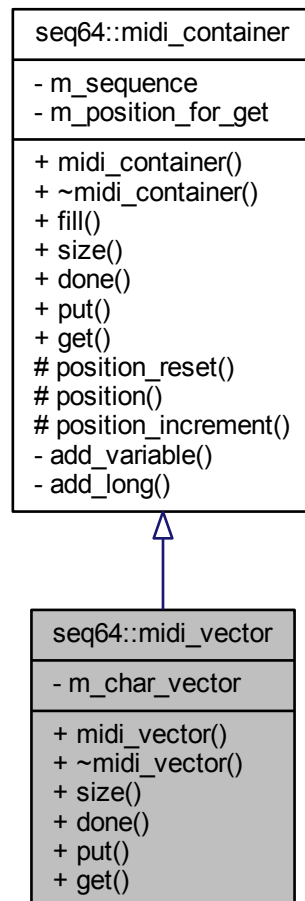 seq64::midi_container
- m_sequence
- m_position_for_get
+ midi_container()
+ ~midi_container()
+ fill()
+ size()
+ done()
+ put()
+ get()
# position_reset()
# position()
# position_increment()
- add_variable()
- add_long()
seq64::midi_vector
- m_char_vector
+ midi_vector()
+ ~midi_vector()
+ size()
+ done()
+ put()
+ get()